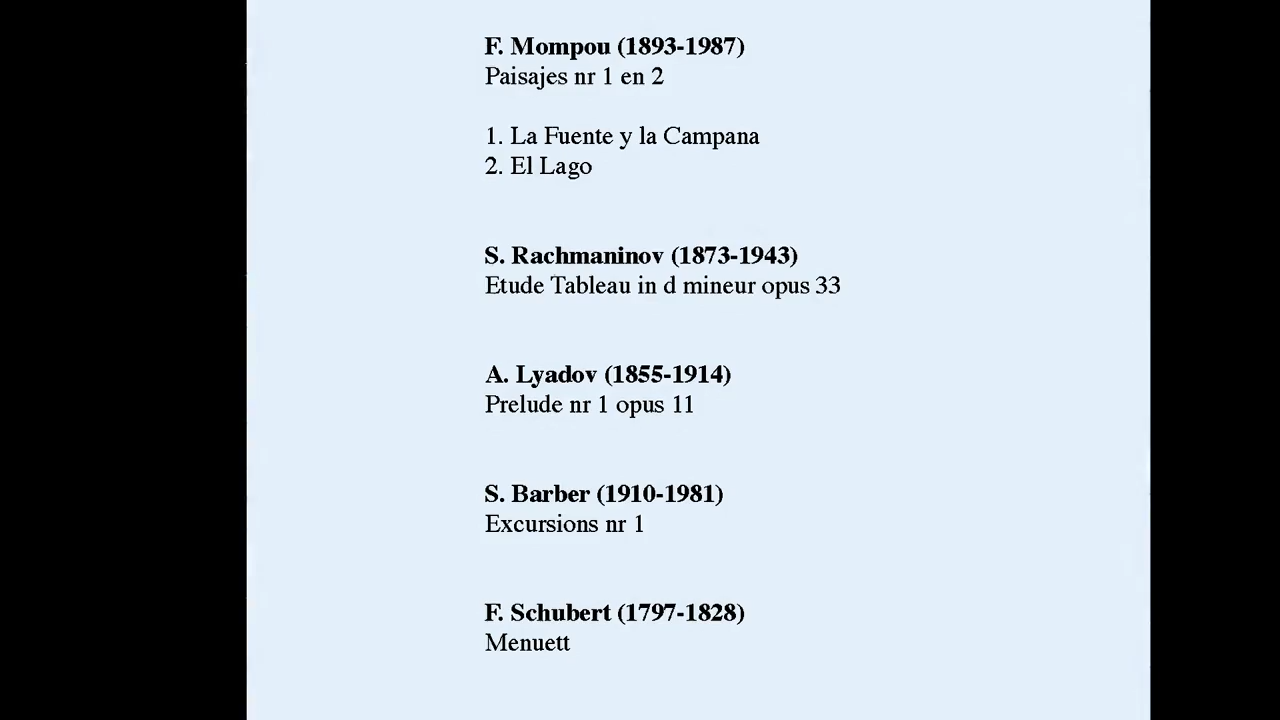 F. Mompou (1893-1987)
Paisajes nr 1 en 2
1. La Fuente y la Campana
2. El Lago
S. Rachmaninov (1873-1943)
Etude Tableau in d mineur opus 33
A. Lyadov (1855-1914)
Prelude nr 1 opus 11
S. Barber (1910-1981)
Excursions nr 1
F. Schubert (1797-1828)
Menuett